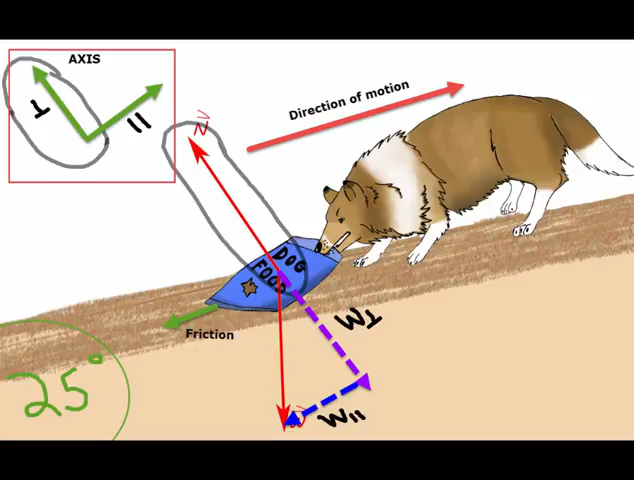 AXIS
⊥
||
N
Direction of motion
DOG
FOOD
W⊥
Friction
25°
W||